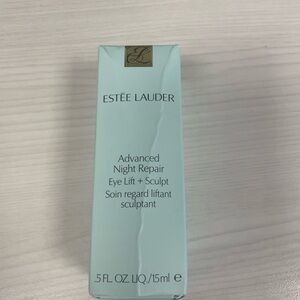 ESTĒE LAUDER
Advanced
Night Repair
Eye Lift + Sculpt
Soin regard liftant
sculptant
.5 FL. OZ. LIQ./15ml ℮